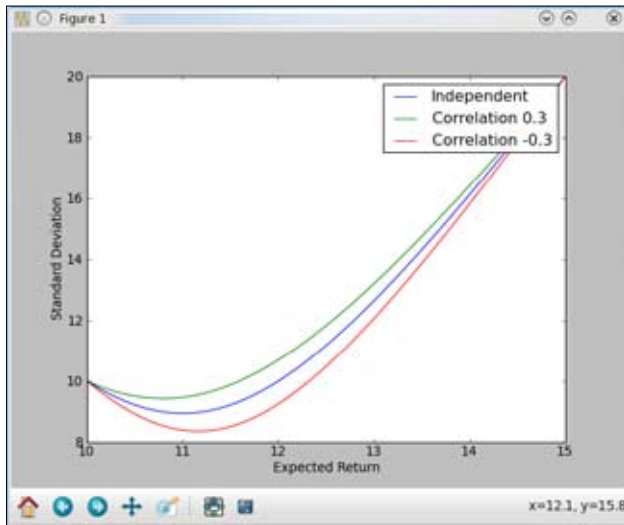 Figure 1
20
18
16
14
12
10
8
Standard Deviation
Independent
Correlation 0.3
Correlation -0.3
10 11 12 13 14 15
Expected Return
x=12.1, y=15.8